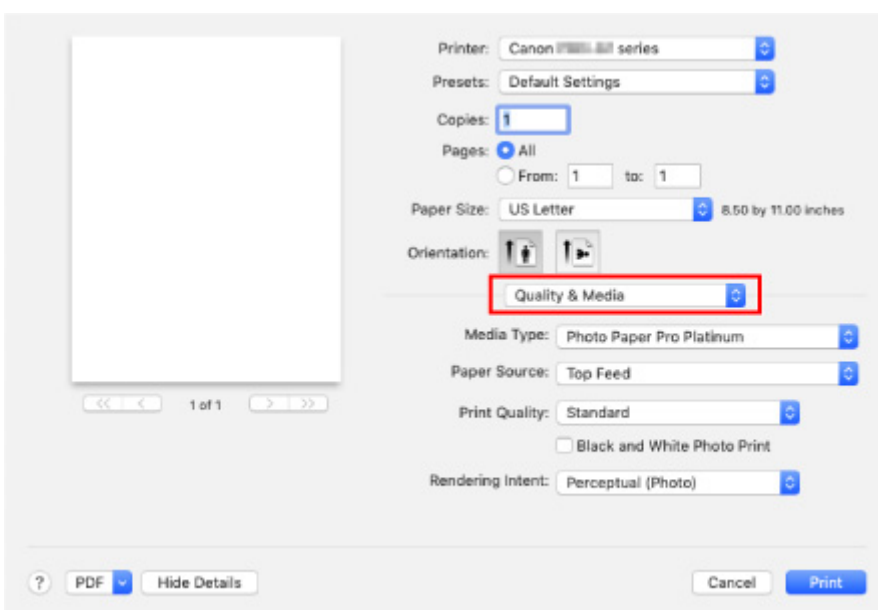 Printer: Canon series
Presets: Default Settings
Copies: 1
Pages: All
From: 1 to: 1
Paper Size: US Letter 8.50 by 11.00 inches
Orientation:
Quality & Media
Media Type: Photo Paper Pro Platinum
Paper Source: Top Feed
<< < 1 of 1 > >>
Print Quality: Standard
Black and White Photo Print
Rendering Intent: Perceptual (Photo)
? PDF Hide Details Cancel Print